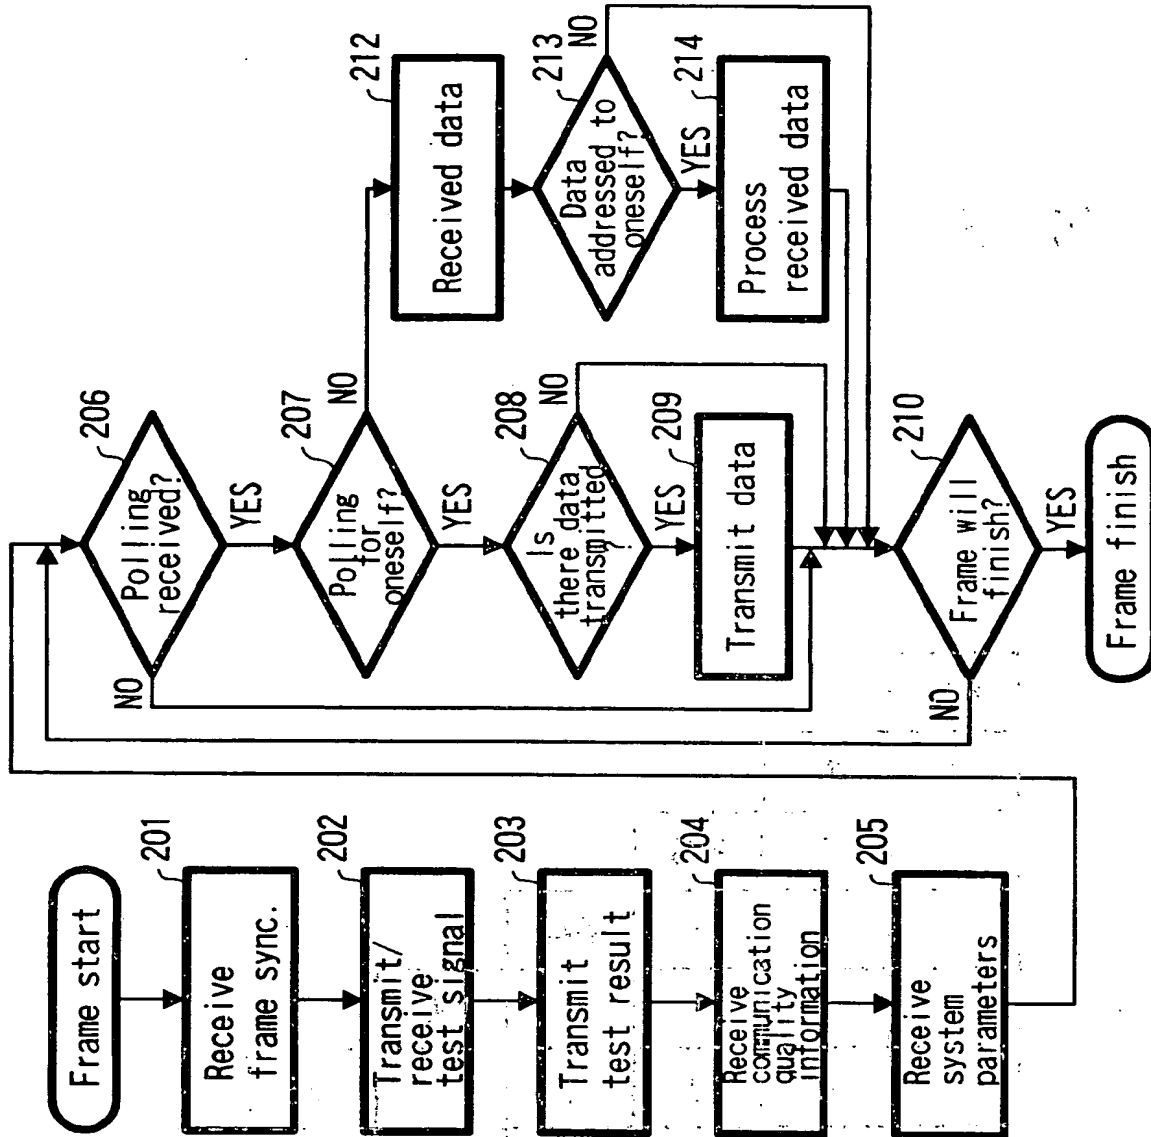 Frame start
201
Receive
frame sync.
202
Transmit/
receive
test signal
203
Transmit
test result
204
Receive
communication
quality
information
205
Receive
system
parameters
206
Polling
received?
NO
YES
207
Polling
for
oneself?
NO
YES
208
Is
there data
transmitted?
NO
YES
209
Transmit data
210
Frame will
finish?
NO
YES
Frame finish
212
Received data
213
Data
addressed to
oneself?
NO
YES
214
Process
received data